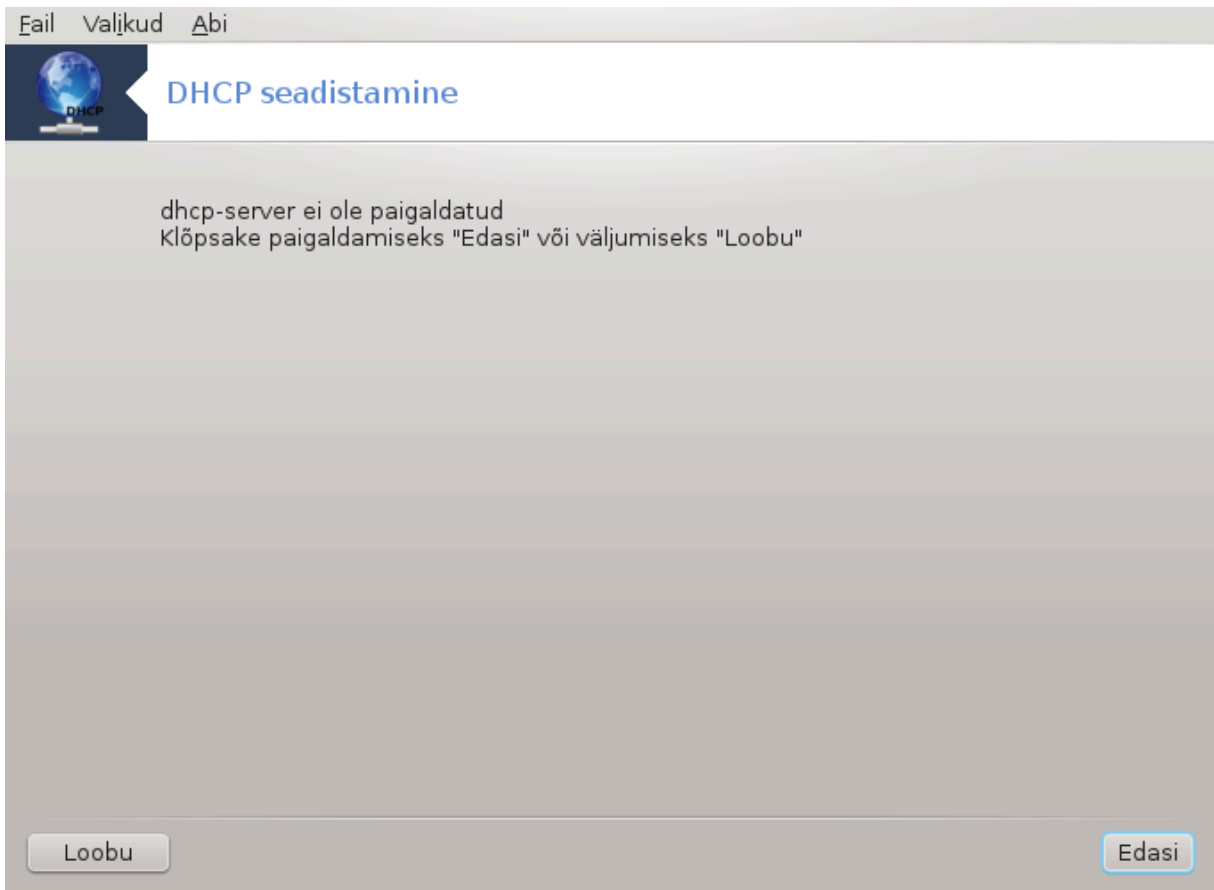 Fail Valikud Abi
DHCP
DHCP seadistamine
dhcp-server ei ole paigaldatud
Klõpsake paigaldamiseks "Edasi" või väljumiseks "Loobu"
Loobu Edasi